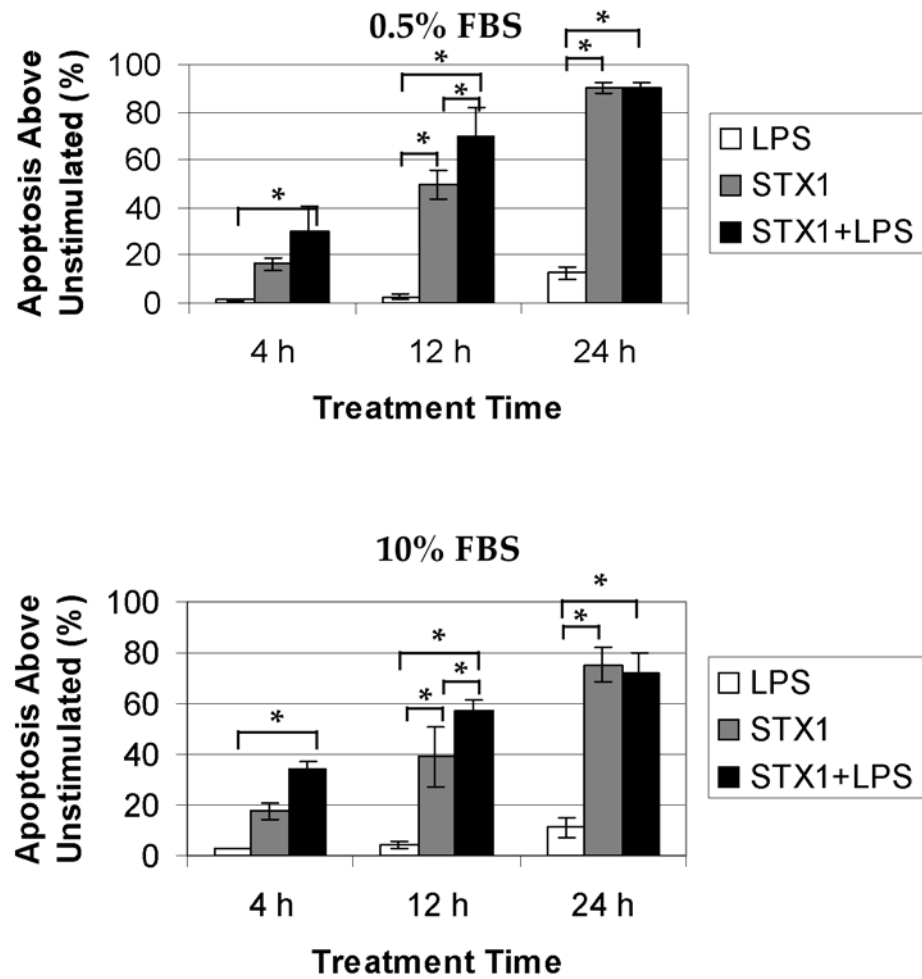 0.5% FBS
Apoptosis Above
Unstimulated (%)
100
80
60
40
20
0
*
*
*
*
*
*
*
4 h
12 h
24 h
Treatment Time
LPS
STX1
STX1+LPS
10% FBS
Apoptosis Above
Unstimulated (%)
100
80
60
40
20
0
*
*
*
*
*
*
4 h
12 h
24 h
Treatment Time
LPS
STX1
STX1+LPS